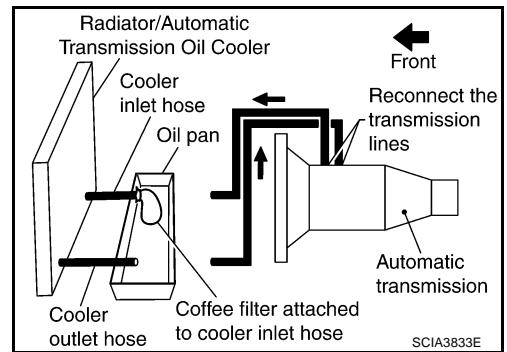 Radiator/Automatic
Transmission Oil Cooler
Cooler
inlet hose
Oil pan
Front
Reconnect the
transmission
lines
Automatic
transmission
Coffee filter attached
to cooler inlet hose
Cooler
outlet hose
SCIA3833E